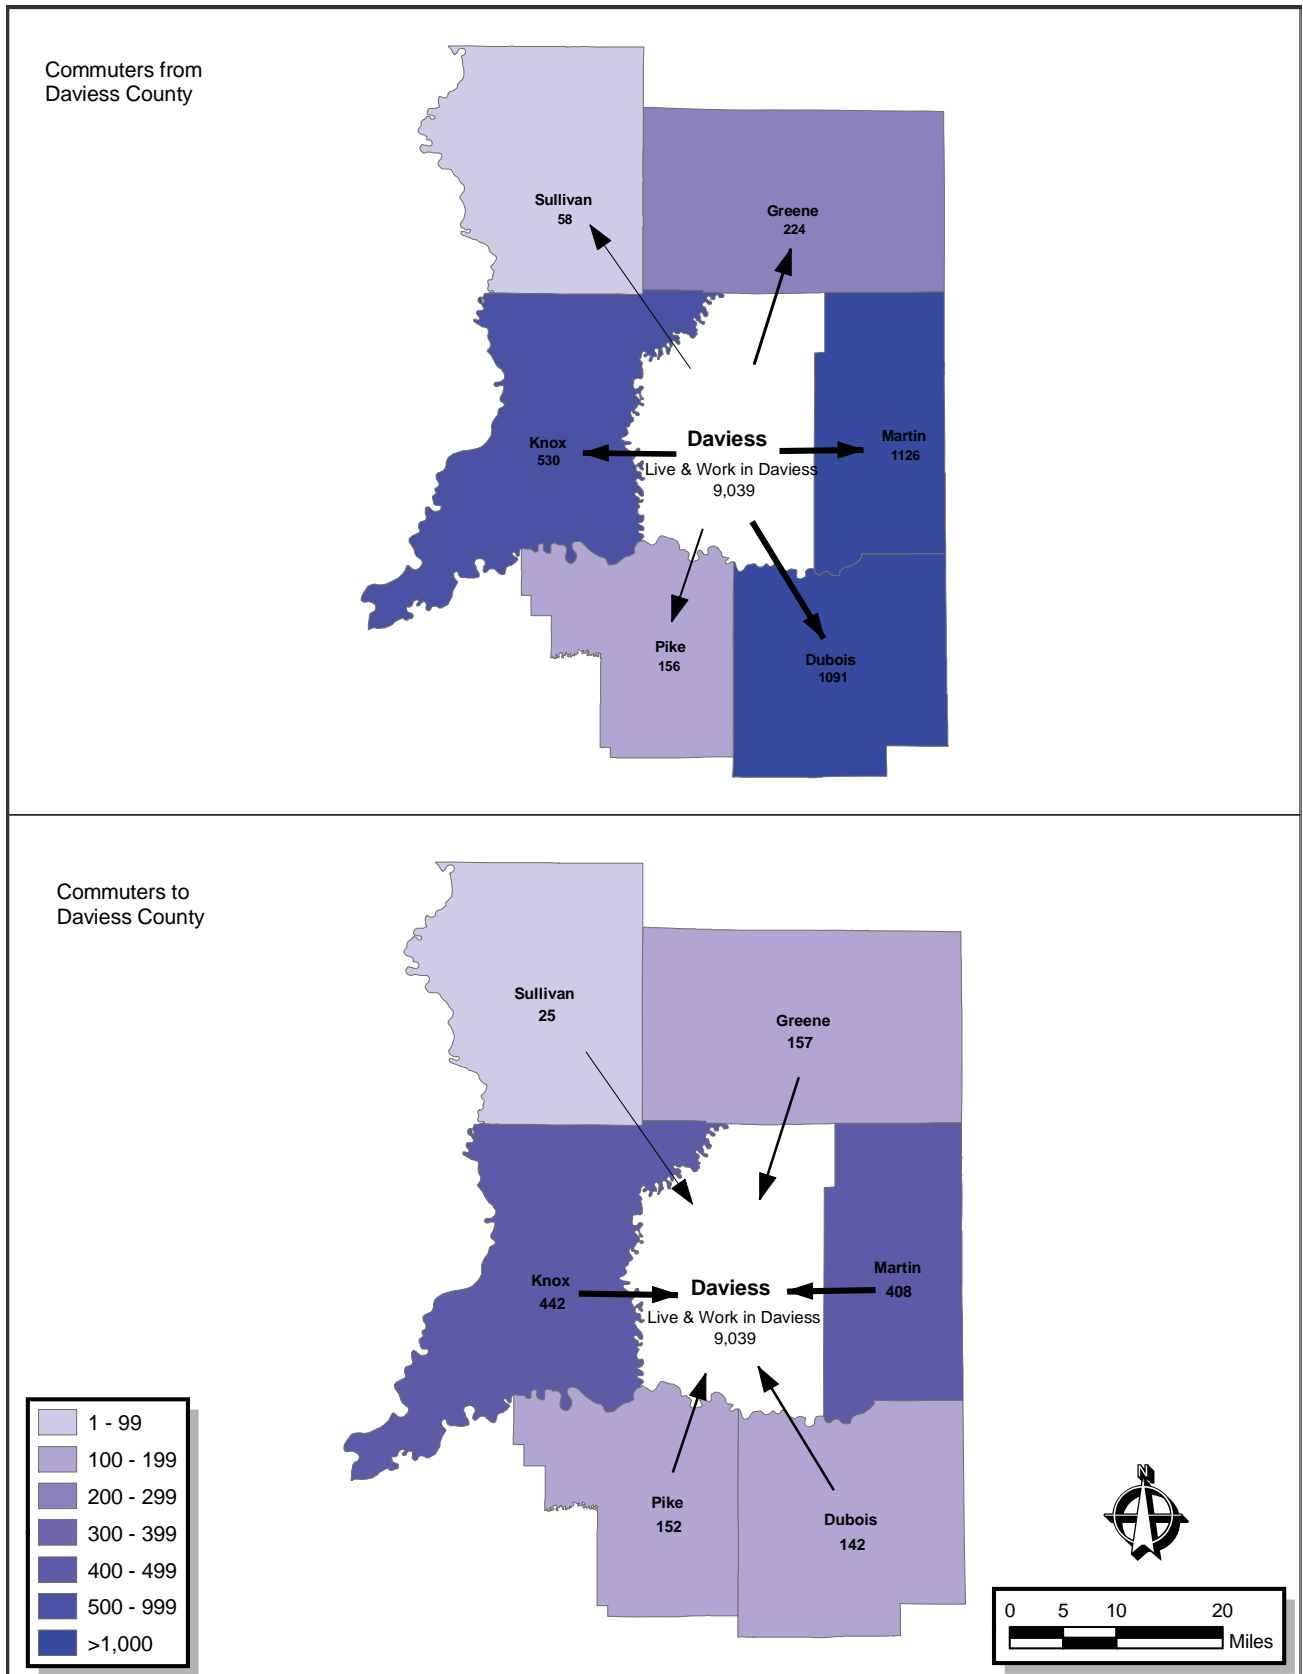 Commuters from
Daviess County
Sullivan
58
Greene
224
Knox
530
Daviess
Live & Work in Daviess
9,039
Martin
1126
Pike
156
Dubois
1091
Commuters to
Daviess County
Sullivan
25
Greene
157
Knox
442
Daviess
Live & Work in Daviess
9,039
Martin
408
Pike
152
Dubois
142
1 - 99
100 - 199
200 - 299
300 - 399
400 - 499
500 - 999
>1,000
N
0 5 10 20
Miles